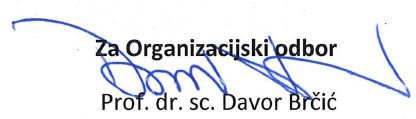 Za Organizacijski odbor
Prof. dr. sc. Davor Brčić